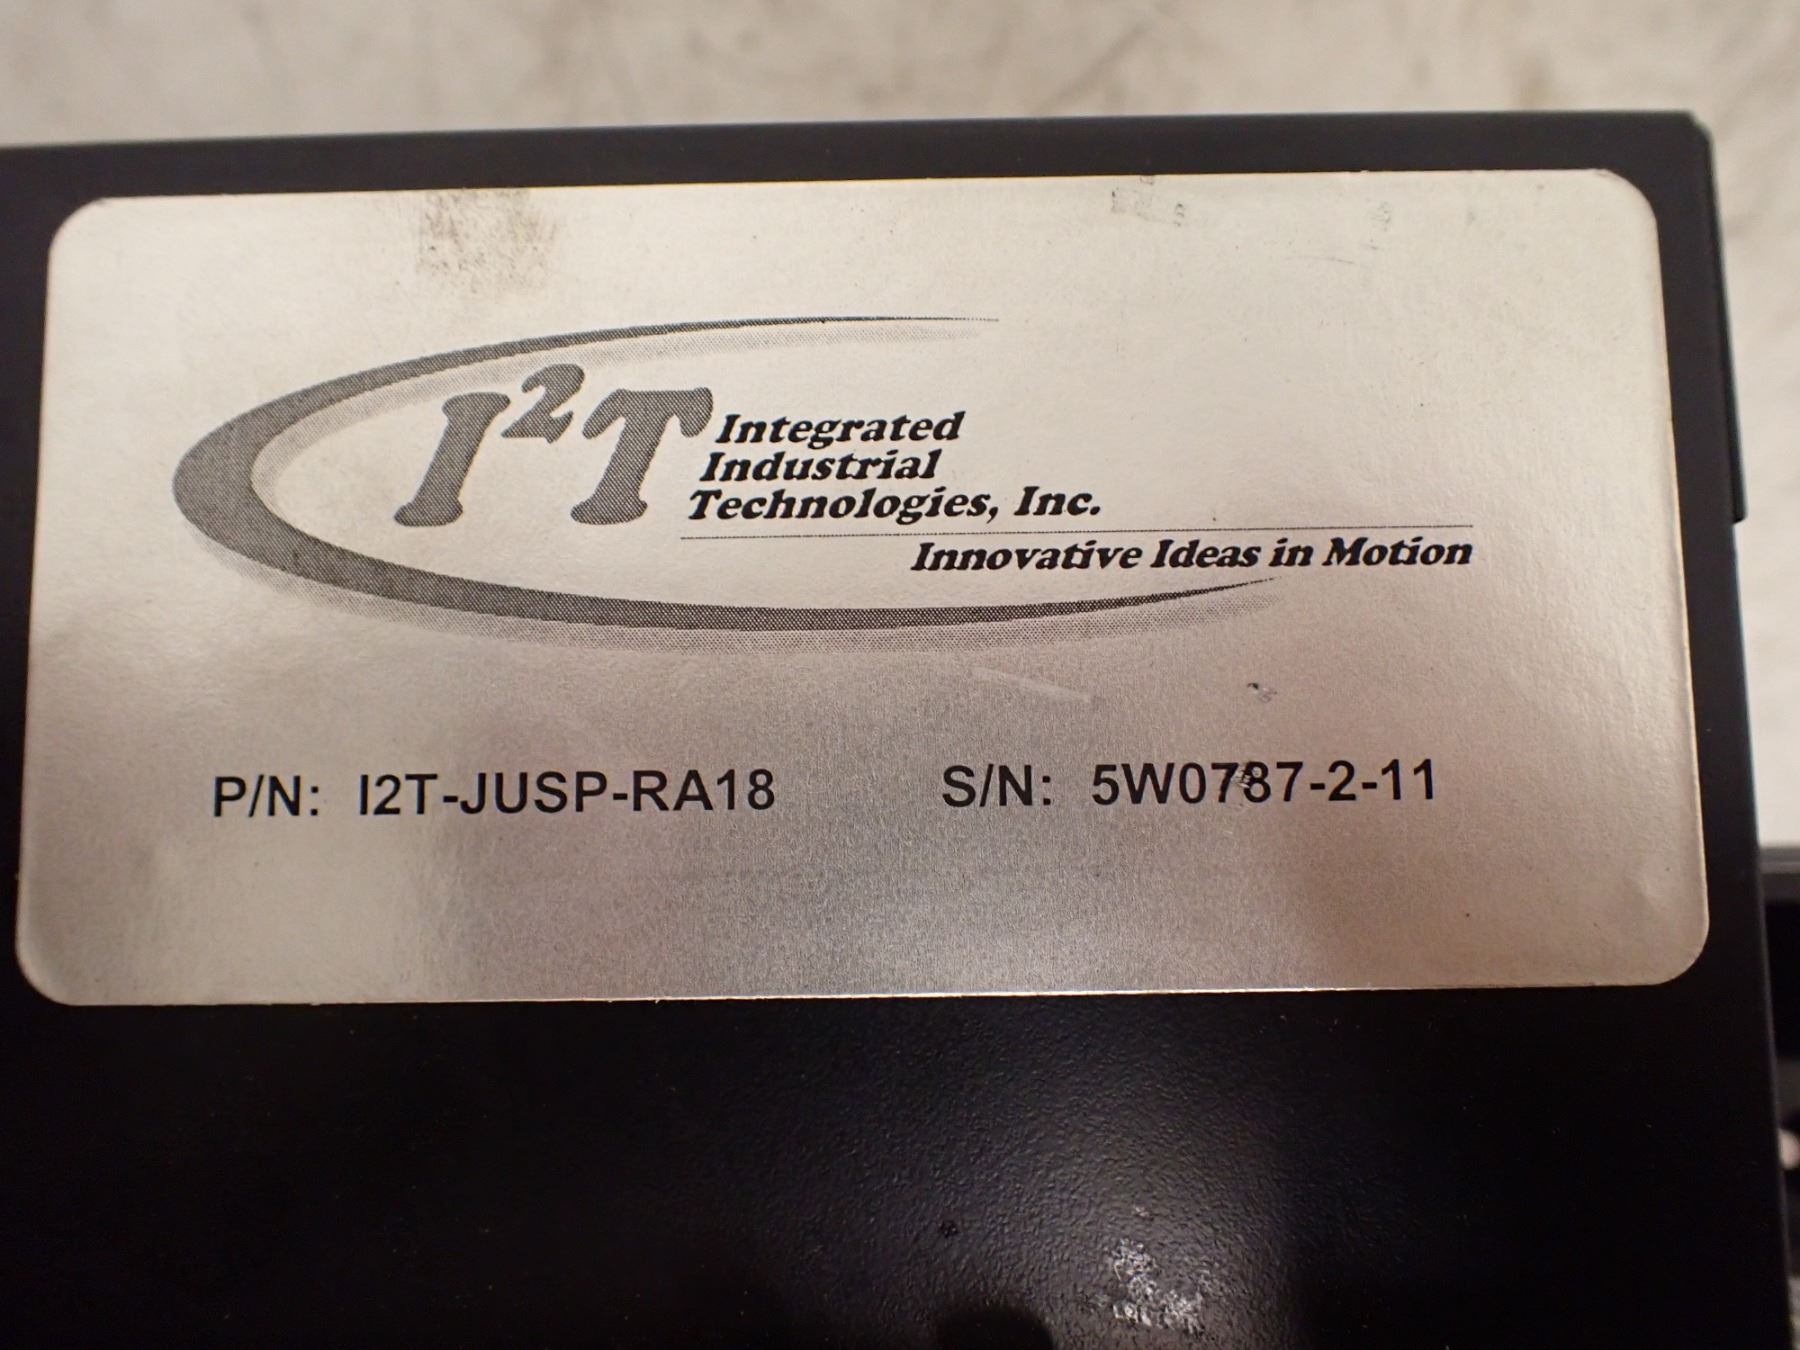 I²T
Integrated
Industrial
Technologies, Inc.
Innovative Ideas in Motion
P/N: I2T-JUSP-RA18 S/N: 5W0787-2-11